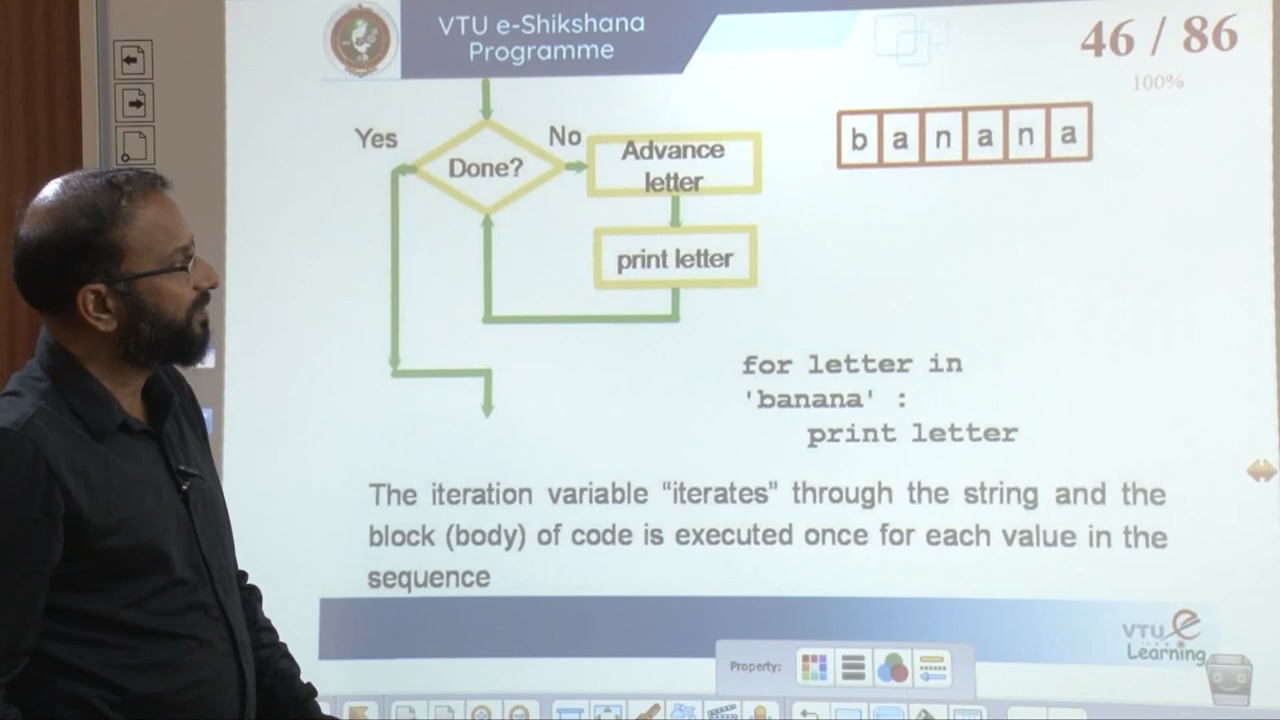 VTU e-Shikshana
Programme
46 / 86
100%
Yes
No
Done?
Advance
letter
print letter
b a n a n a
for letter in
'banana' :
print letter
The iteration variable “iterates” through the string and the
block (body) of code is executed once for each value in the
sequence
VTU e
Learning
Property: